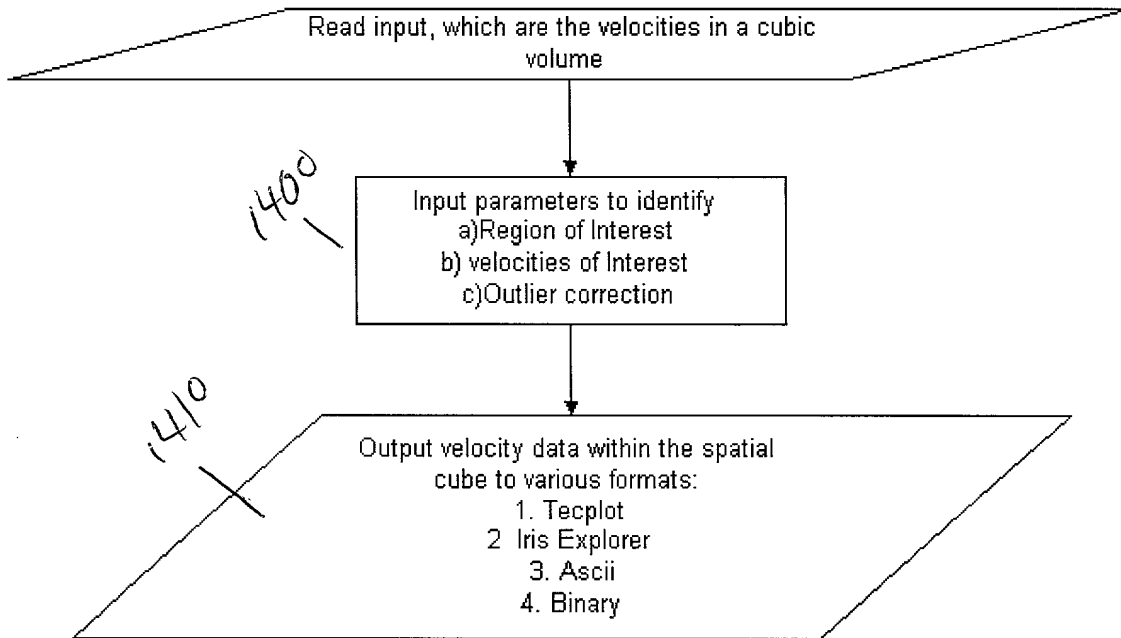 Read input, which are the velocities in a cubic
volume
1400
Input parameters to identify
a)Region of Interest
b) velocities of Interest
c)Outlier correction
1410
Output velocity data within the spatial
cube to various formats:
1. Tecplot
2 Iris Explorer
3. Ascii
4. Binary